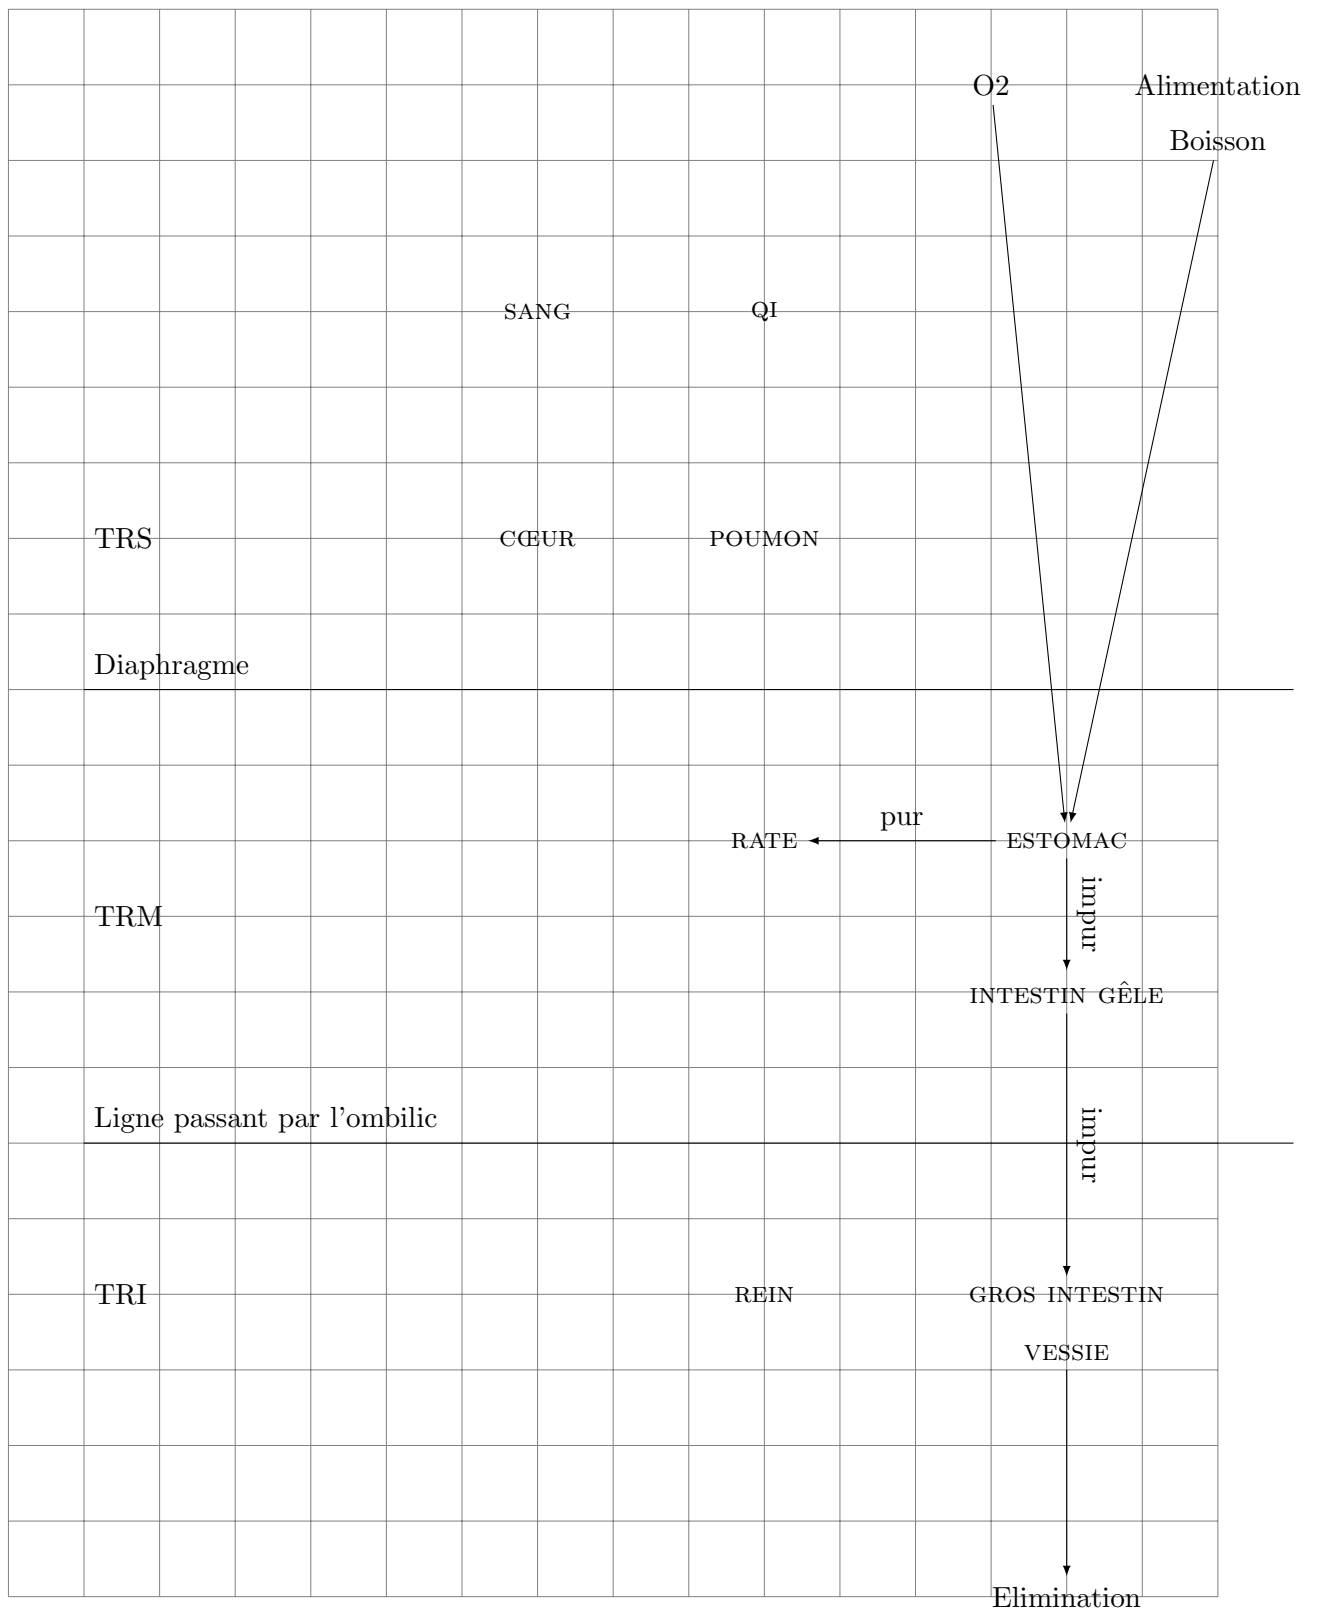 O2 Alimentation
Boisson
SANG QI
TRS CŒUR POUMON
Diaphragme
pur
RATE ESTOMAC
impur
TRM
INTESTIN GÊLE
Ligne passant par l'ombilic
impur
TRI REIN GROS INTESTIN
VESSIE
Elimination